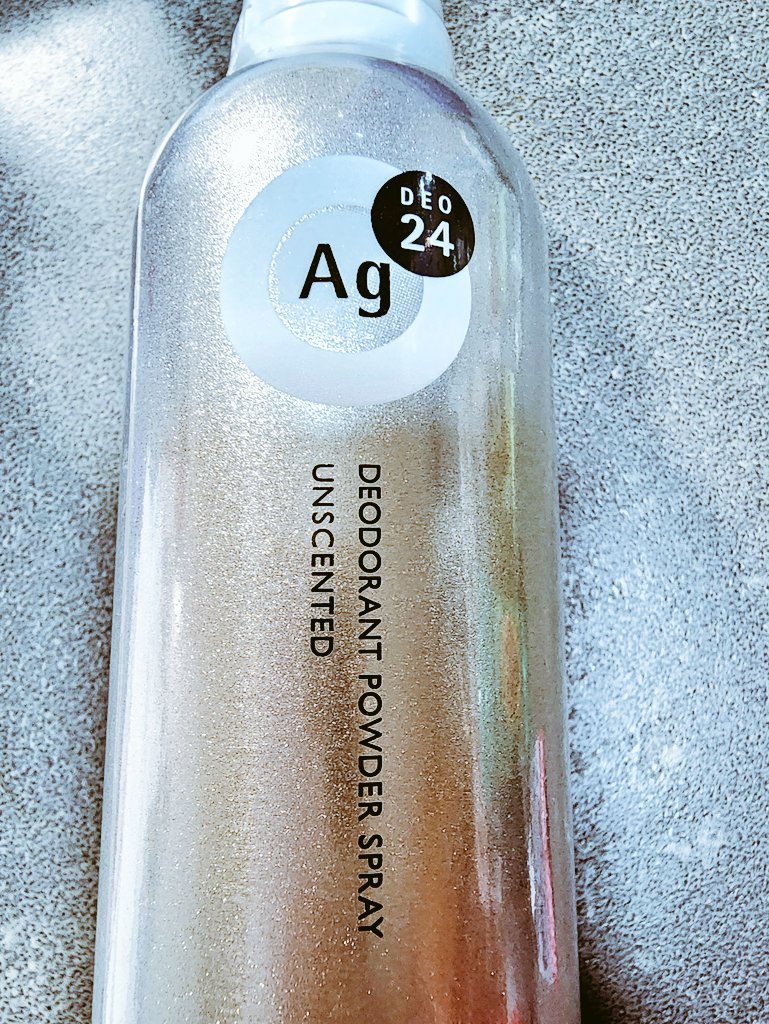 DEO
24
Ag
DEODORANT POWDER SPRAY
UNSCENTED